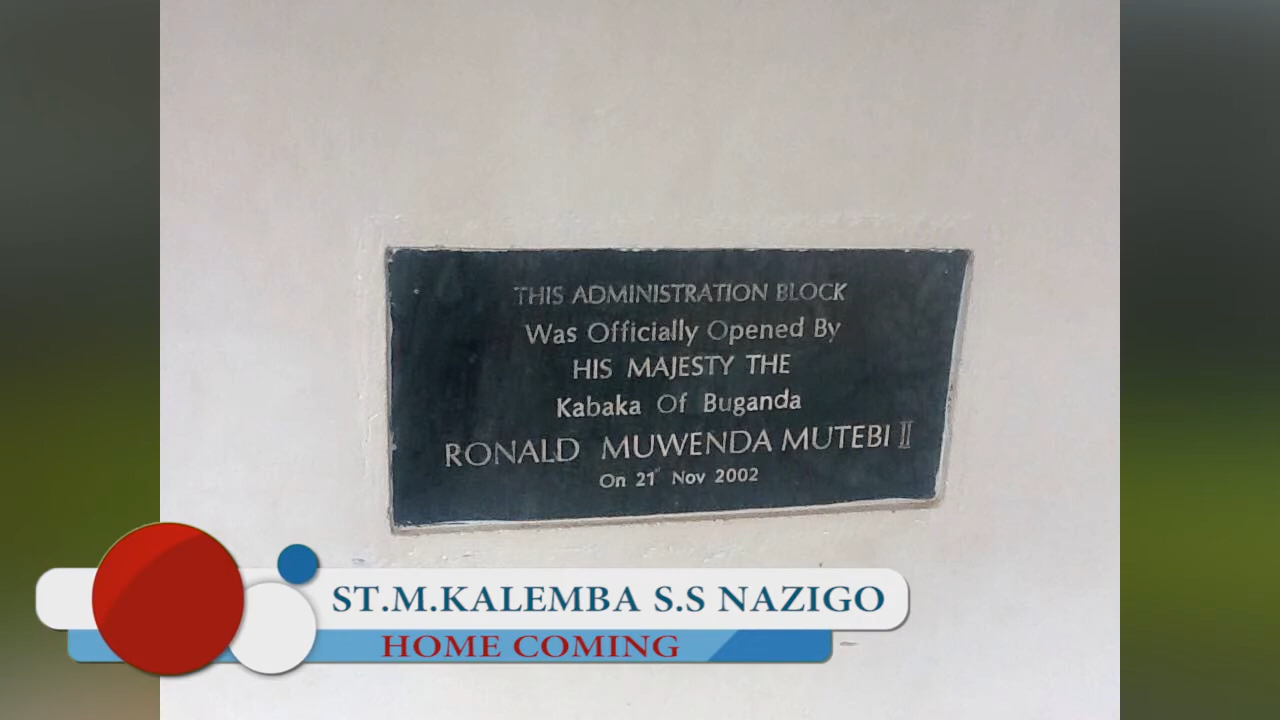 THIS ADMINISTRATION BLOCK
Was Officially Opened By
HIS MAJESTY THE
Kabaka Of Buganda
RONALD MUWENDA MUTEBI II
On 21st Nov 2002
ST.M.KALEMBA S.S NAZIGO
HOME COMING